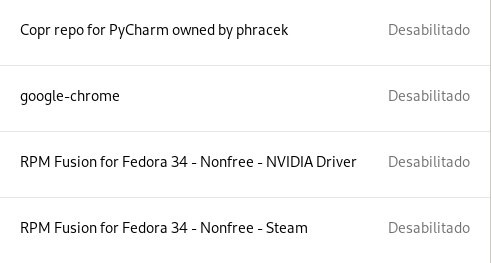 Copr repo for PyCharm owned by phracek Desabilitado
google-chrome Desabilitado
RPM Fusion for Fedora 34 - Nonfree - NVIDIA Driver Desabilitado
RPM Fusion for Fedora 34 - Nonfree - Steam Desabilitado